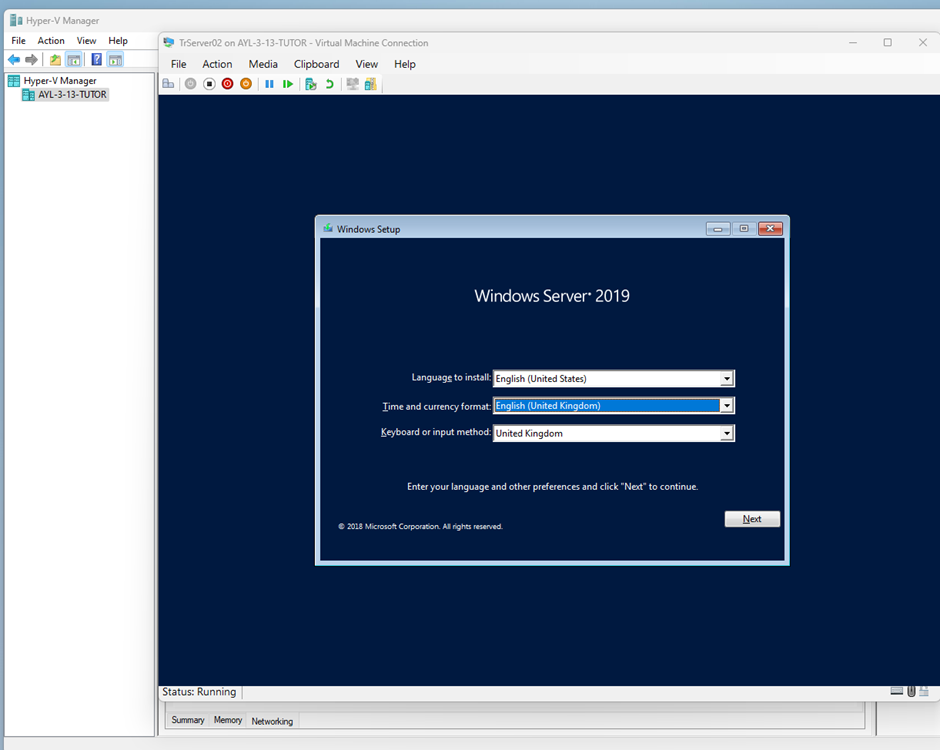 Hyper-V Manager
File Action View Help
Hyper-V Manager
AYL-3-13-TUTOR
TrServer02 on AYL-3-13-TUTOR - Virtual Machine Connection
File Action Media Clipboard View Help
Windows Setup
Windows Server® 2019
Language to install: English (United States)
Time and currency format: English (United Kingdom)
Keyboard or input method: United Kingdom
Enter your language and other preferences and click "Next" to continue.
Next
© 2018 Microsoft Corporation. All rights reserved.
Status: Running
Summary Memory Networking